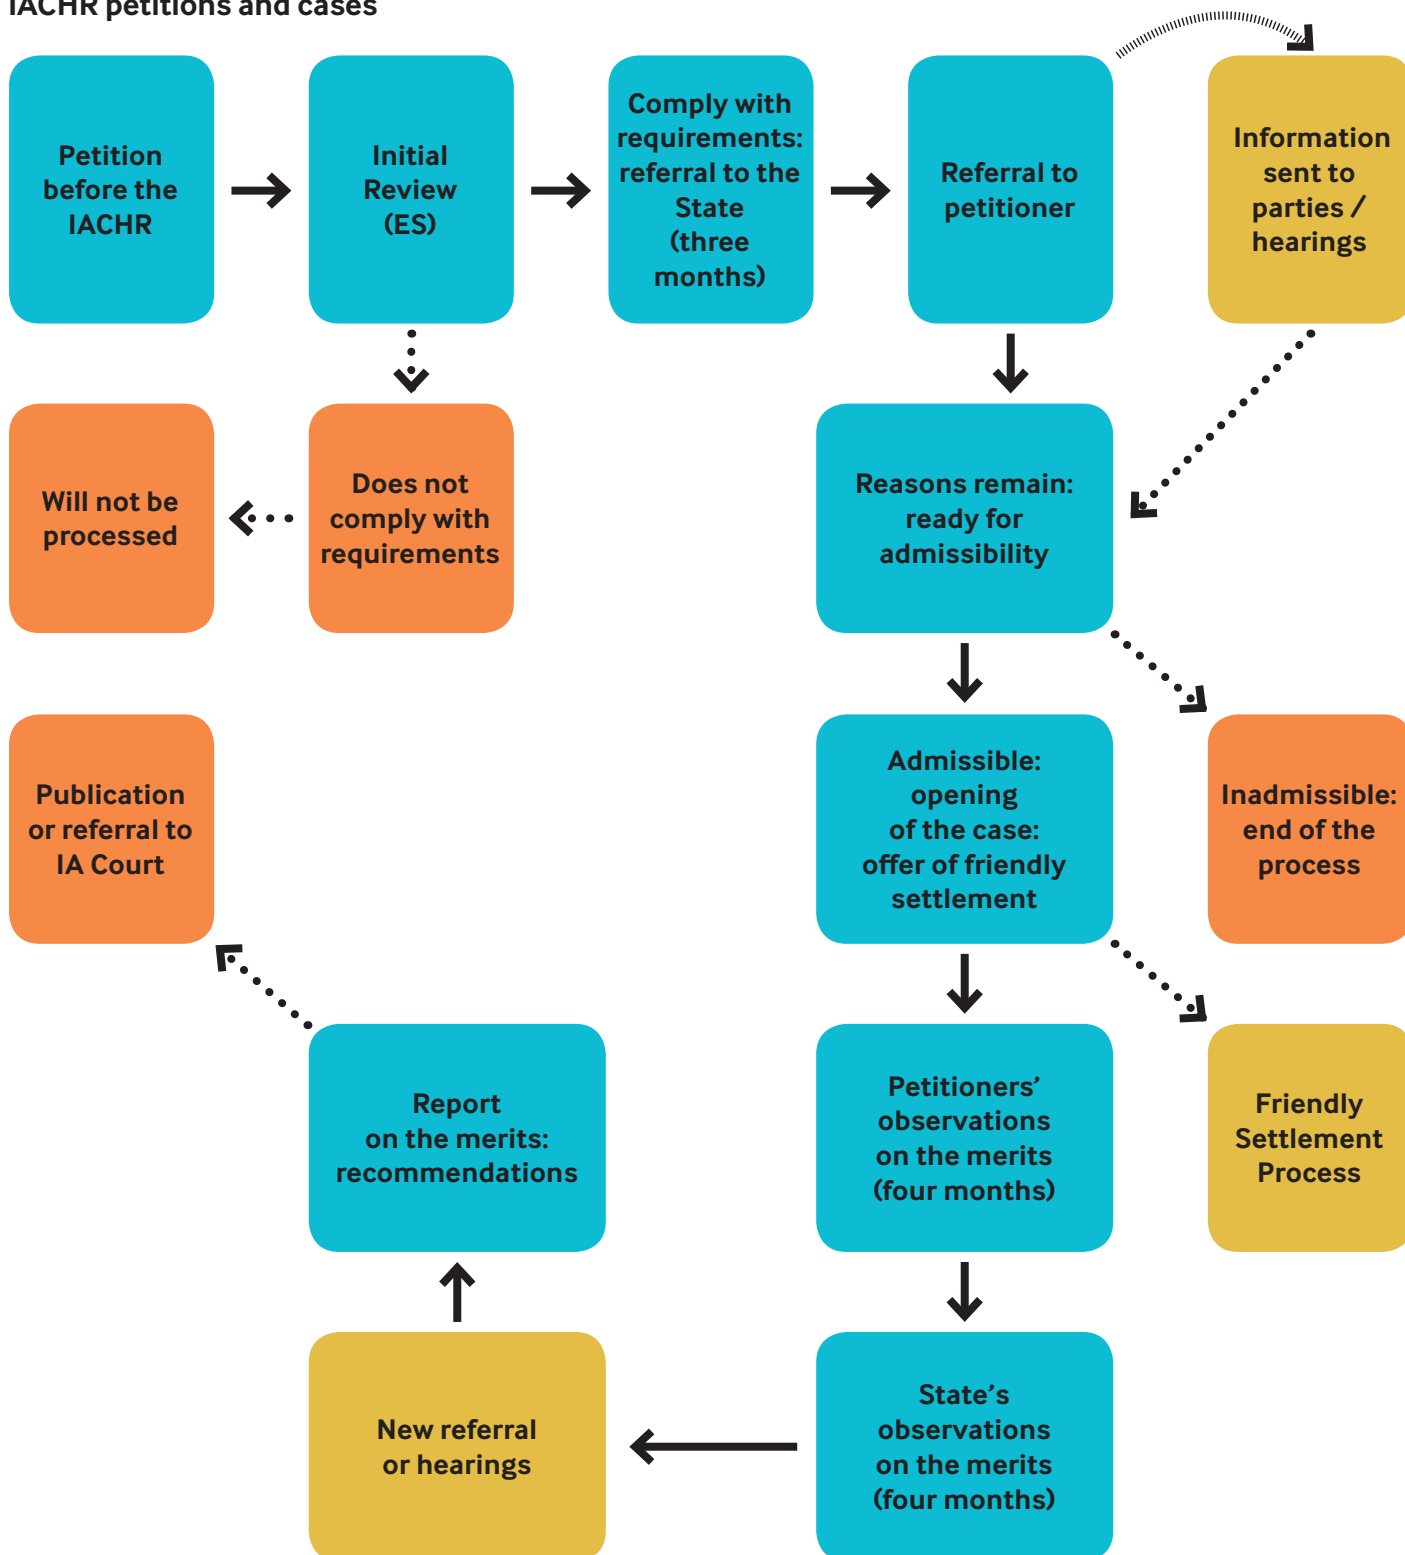 IACHR petitions and cases
Petition
before the
IACHR
Initial
Review
(ES)
Comply with
requirements:
referral to the
State
(three
months)
Referral to
petitioner
Information
sent to
parties /
hearings
Will not be
processed
Does not
comply with
requirements
Reasons remain:
ready for
admissibility
Publication
or referral to
IA Court
Admissible:
opening
of the case:
offer of friendly
settlement
Inadmissible:
end of the
process
Report
on the merits:
recommendations
Petitioners’
observations
on the merits
(four months)
Friendly
Settlement
Process
New referral
or hearings
State’s
observations
on the merits
(four months)